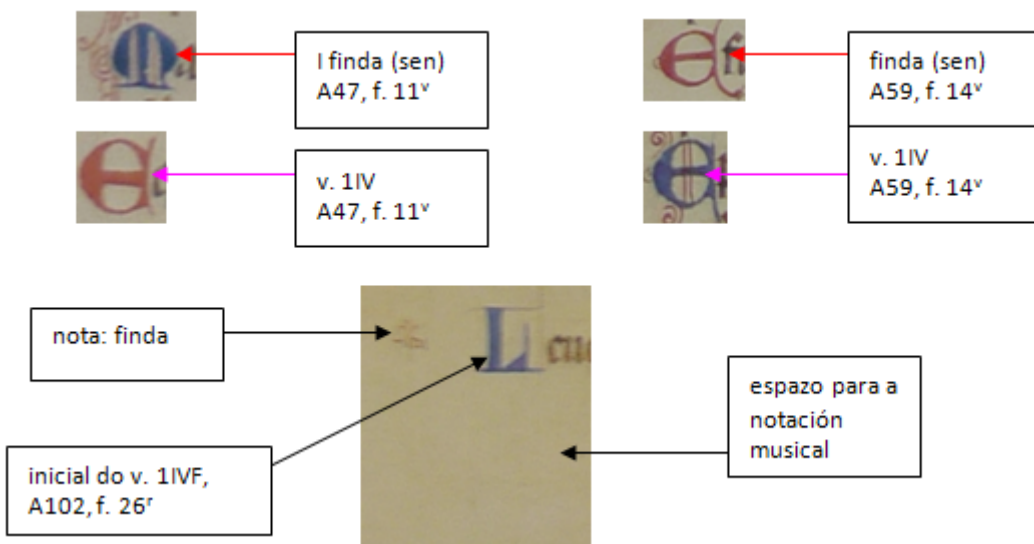 I finda (sen)
A47, f. 11ᵛ
finda (sen)
A59, f. 14ᵛ
v. 1IV
A47, f. 11ᵛ
v. 1IV
A59, f. 14ᵛ
nota: finda
L
espazo para a
notación
musical
inicial do v. 1IVF,
A102, f. 26ʳ